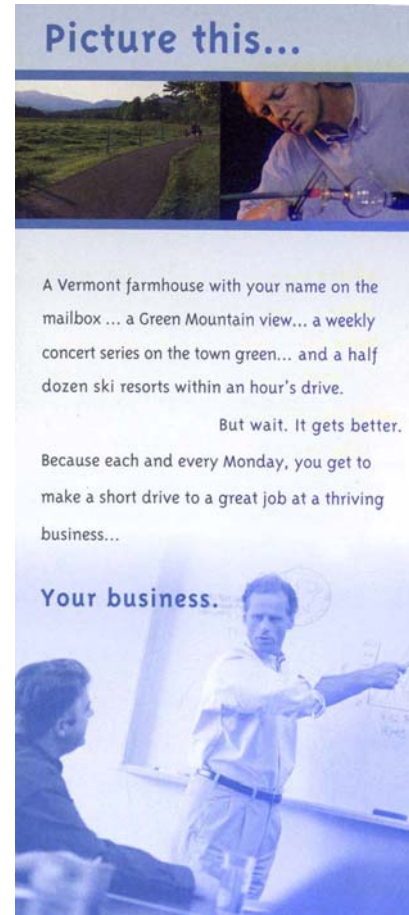 Picture this...
A Vermont farmhouse with your name on the
mailbox ... a Green Mountain view... a weekly
concert series on the town green... and a half
dozen ski resorts within an hour's drive.
But wait. It gets better.
Because each and every Monday, you get to
make a short drive to a great job at a thriving
business...
Your business.